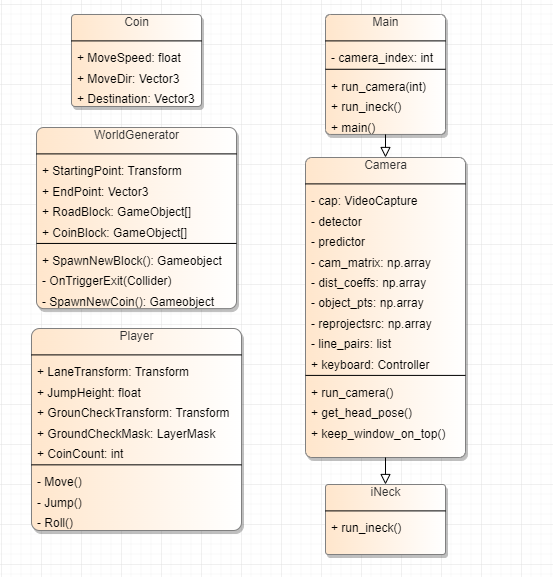 Coin
+ MoveSpeed: float
+ MoveDir: Vector3
+ Destination: Vector3
WorldGenerator
+ StartingPoint: Transform
+ EndPoint: Vector3
+ RoadBlock: GameObject[]
+ CoinBlock: GameObject[]
+ SpawnNewBlock(): Gameobject
- OnTriggerExit(Collider)
- SpawnNewCoin(): Gameobject
Player
+ LaneTransform: Transform
+ JumpHeight: float
+ GrounCheckTransform: Transform
+ GroundCheckMask: LayerMask
+ CoinCount: int
- Move()
- Jump()
- Roll()
Main
- camera_index: int
+ run_camera(int)
+ run_ineck()
+ main()
Camera
- cap: VideoCapture
- detector
- predictor
- cam_matrix: np.array
- dist_coeffs: np.array
- object_pts: np.array
- reprojectsrc: np.array
- line_pairs: list
+ keyboard: Controller
+ run_camera()
+ get_head_pose()
+ keep_window_on_top()
iNeck
+ run_ineck()